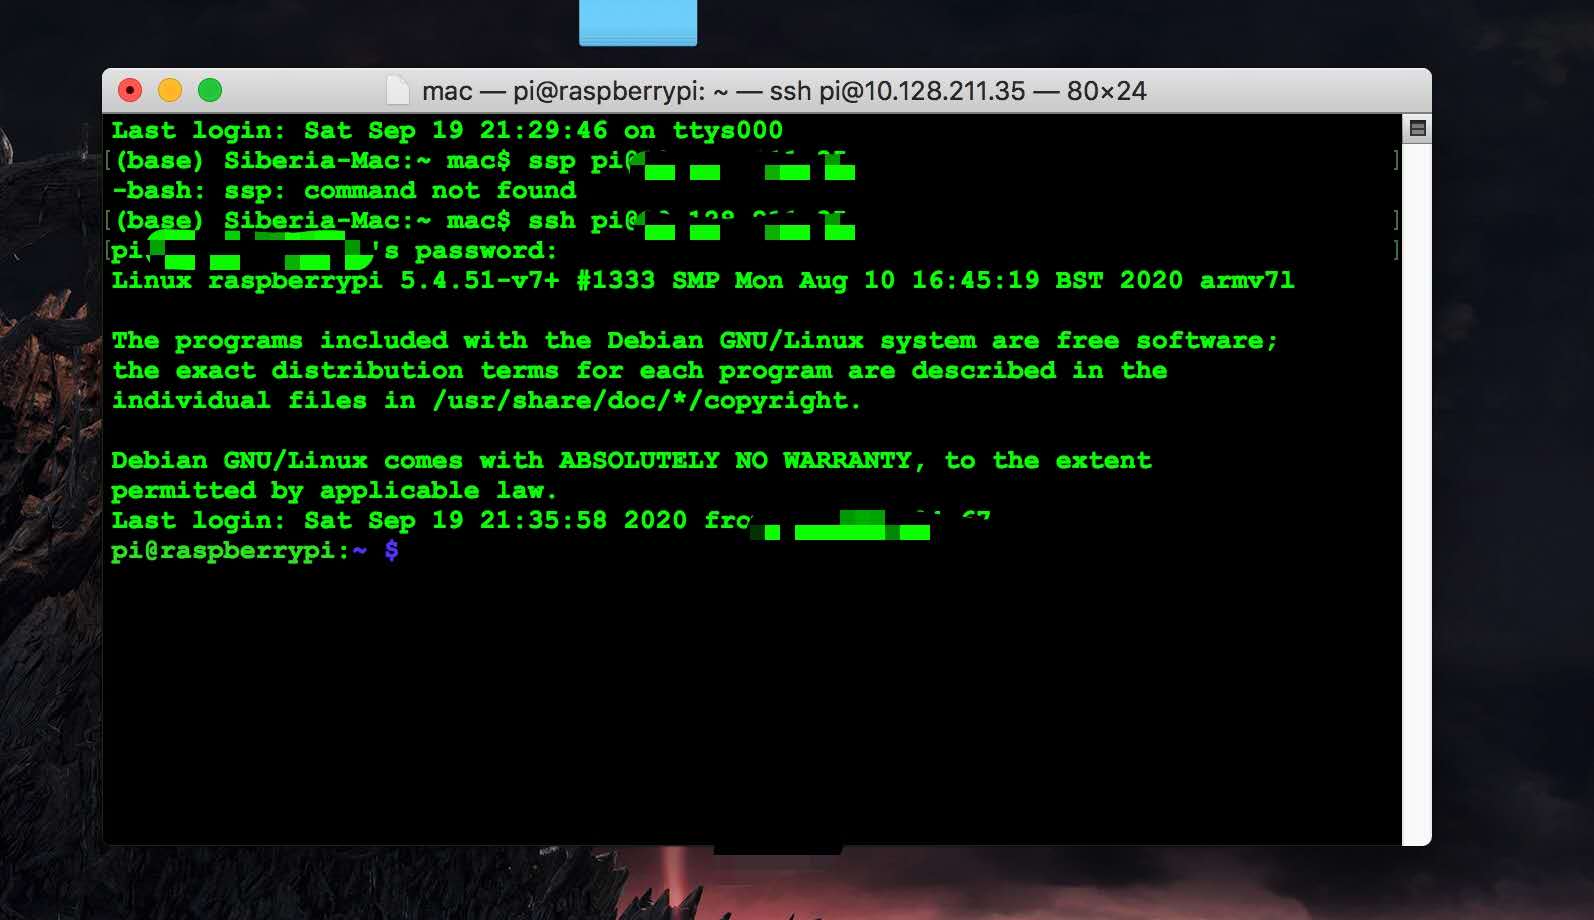 mac — pi@raspberrypi: ~ — ssh pi@10.128.211.35 — 80×24
Last login: Sat Sep 19 21:29:46 on ttys000
[(base) Siberia-Mac:~ mac$ ssp pi@ ]
-bash: ssp: command not found
[(base) Siberia-Mac:~ mac$ ssh pi@ ]
[pi 's password: ]
Linux raspberrypi 5.4.51-v7+ #1333 SMP Mon Aug 10 16:45:19 BST 2020 armv7l
The programs included with the Debian GNU/Linux system are free software;
the exact distribution terms for each program are described in the
individual files in /usr/share/doc/*/copyright.
Debian GNU/Linux comes with ABSOLUTELY NO WARRANTY, to the extent
permitted by applicable law.
Last login: Sat Sep 19 21:35:58 2020
pi@raspberrypi:~ $